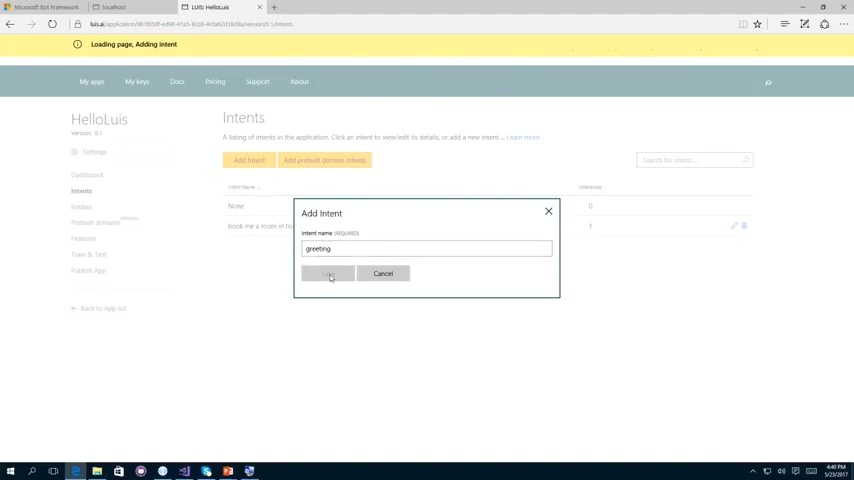 Microsoft Bot Framework
localhost
LUIS: HelloLuis
Loading page, Adding intent
My apps
My keys
Docs
Pricing
Support
About
HelloLuis
Version: 0.1
Settings
Dashboard
Intents
Entities
Prebuilt domains
Features
Train & Test
Publish App
Back to App list
Intents
A listing of intents in the application. Click an intent to view/edit its details, or add a new intent ... Learn more
Add Intent
Add prebuilt domain intents
Search for intent....
Intent Name
Utterances
None
0
book me a room in ho
1
Add Intent
Intent name (REQUIRED)
greeting
Cancel
4:40 PM
5/23/2017